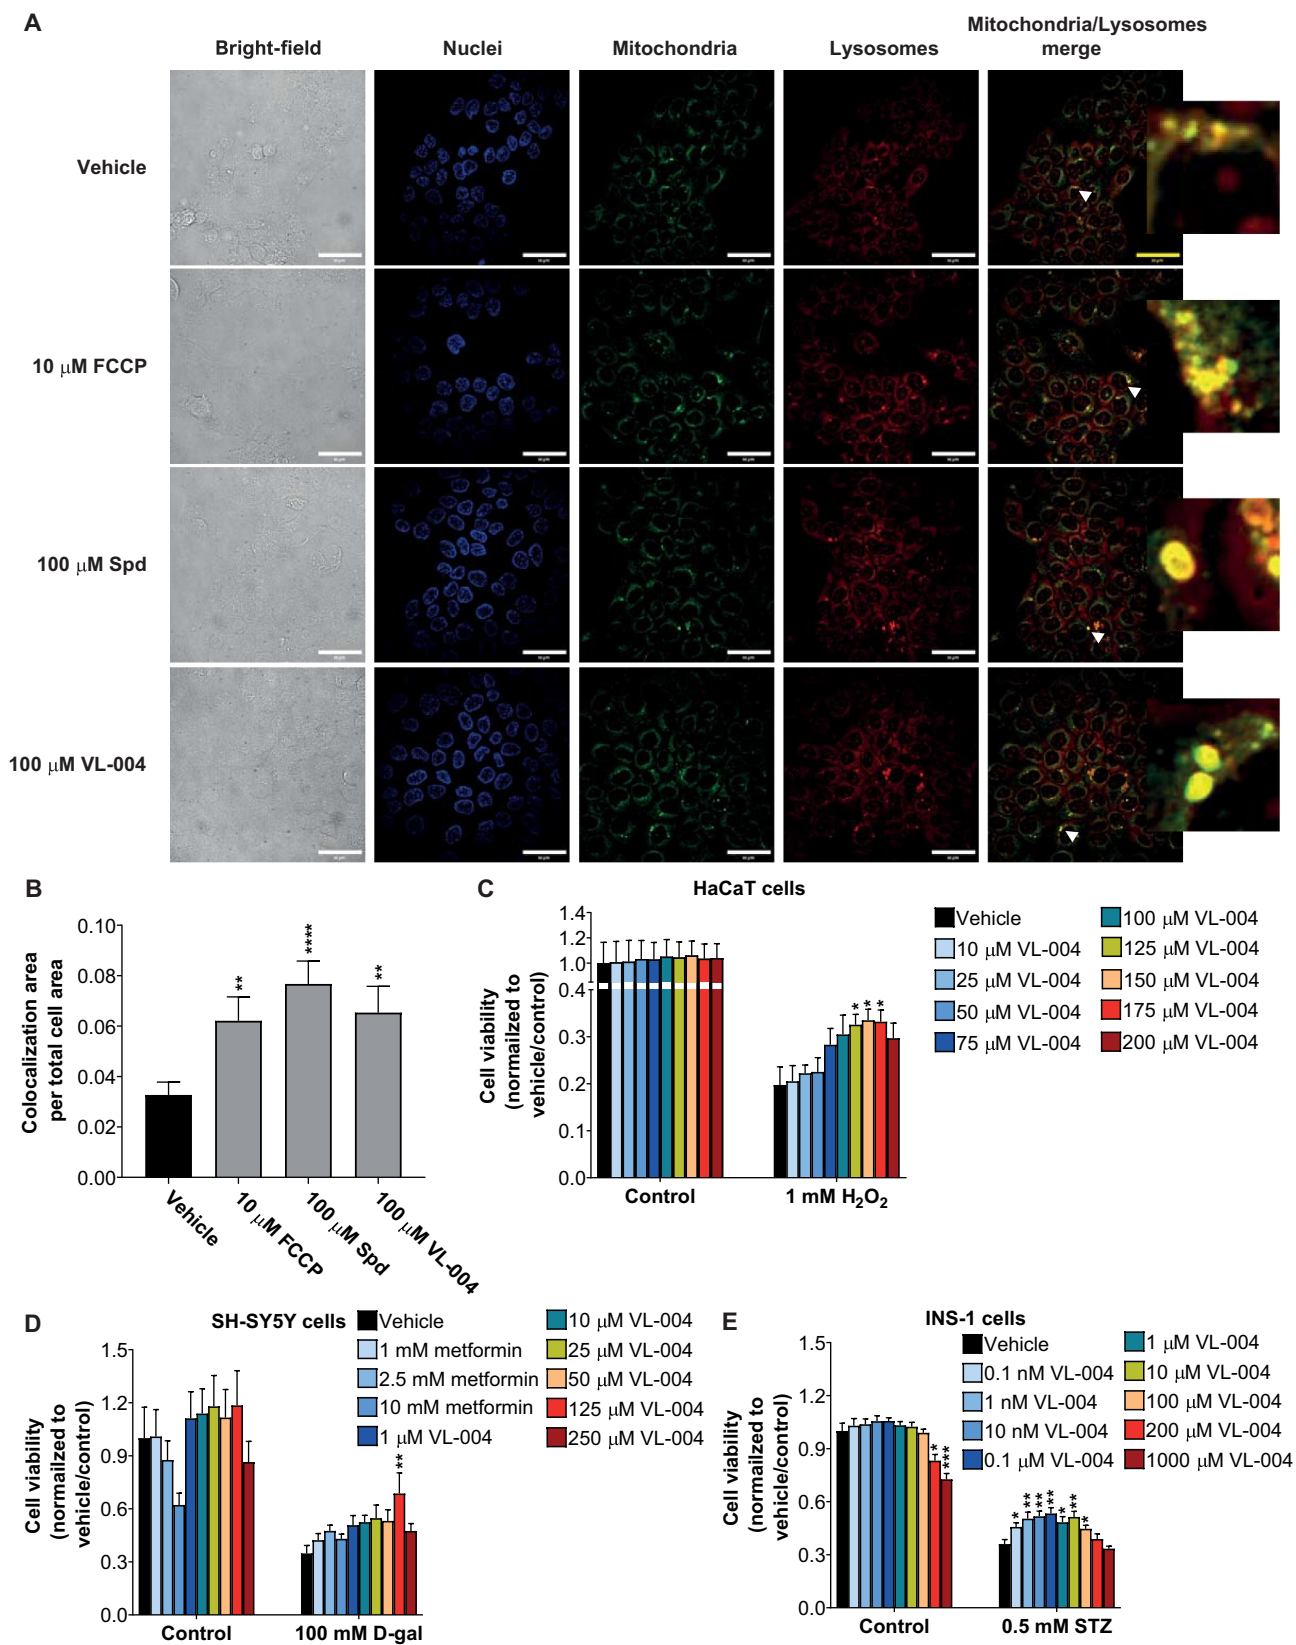 A
Bright-field
Nuclei
Mitochondria
Lysosomes
Mitochondria/Lysosomes
merge
Vehicle
10 μM FCCP
100 μM Spd
100 μM VL-004
B
Colocalization area
per total cell area
0.10
0.08
0.06
0.04
0.02
0.00
**
****
**
Vehicle
10 μM FCCP
100 μM Spd
100 μM VL-004
C
HaCaT cells
Cell viability
(normailzed to
vehicle/control)
1.4
1.2
1.0
0.4
0.3
0.2
0.1
0.0
* * *
Control
1 mM H₂O₂
Vehicle
10 μM VL-004
25 μM VL-004
50 μM VL-004
75 μM VL-004
100 μM VL-004
125 μM VL-004
150 μM VL-004
175 μM VL-004
200 μM VL-004
D
SH-SY5Y cells
Cell viability
(normailzed to
vehicle/control)
1.5
1.2
0.9
0.6
0.3
0.0
**
Control
100 mM D-gal
Vehicle
1 mM metformin
2.5 mM metformin
10 mM metformin
1 μM VL-004
10 μM VL-004
25 μM VL-004
50 μM VL-004
125 μM VL-004
250 μM VL-004
E
INS-1 cells
Cell viability
(normailzed to
vehicle/control)
1.5
1.2
0.9
0.6
0.3
0.0
* ***
* ** ** ** * ** *
Control
0.5 mM STZ
Vehicle
0.1 nM VL-004
1 nM VL-004
10 nM VL-004
0.1 μM VL-004
1 μM VL-004
10 μM VL-004
100 μM VL-004
200 μM VL-004
1000 μM VL-004